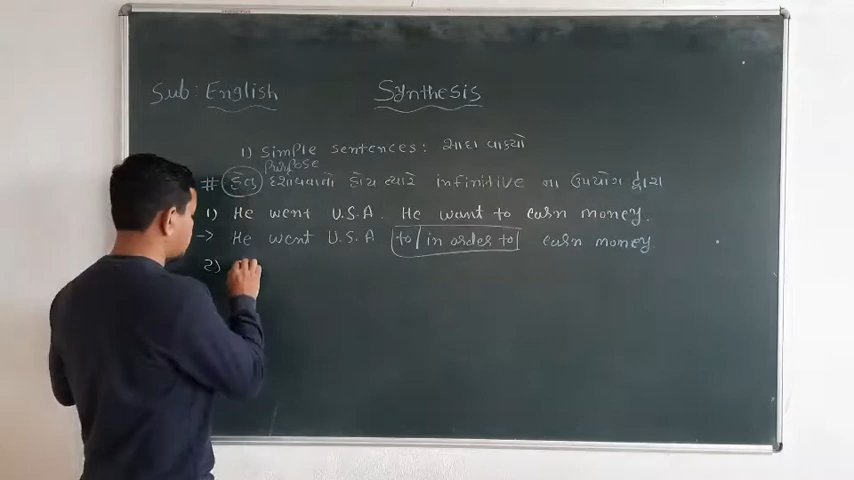 Sub: English Synthesis
1) Simple sentences: સાદા વાક્યો
purpose
# હેતુ દર્શાવવાનો હોય ત્યારે infinitive ના ઉપયોગ દ્વારા
1) He went U.S.A. He want to earn money.
-> He went U.S.A to/in order to earn money
2)